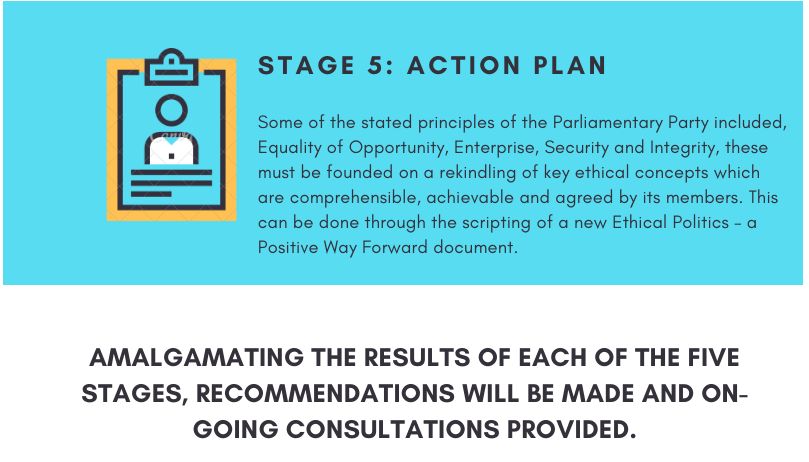 STAGE 5: ACTION PLAN
Some of the stated principles of the Parliamentary Party included,
Equality of Opportunity, Enterprise, Security and Integrity, these
must be founded on a rekindling of key ethical concepts which
are comprehensible, achievable and agreed by its members. This
can be done through the scripting of a new Ethical Politics - a
Positive Way Forward document.
AMALGAMATING THE RESULTS OF EACH OF THE FIVE
STAGES, RECOMMENDATIONS WILL BE MADE AND ON-
GOING CONSULTATIONS PROVIDED.